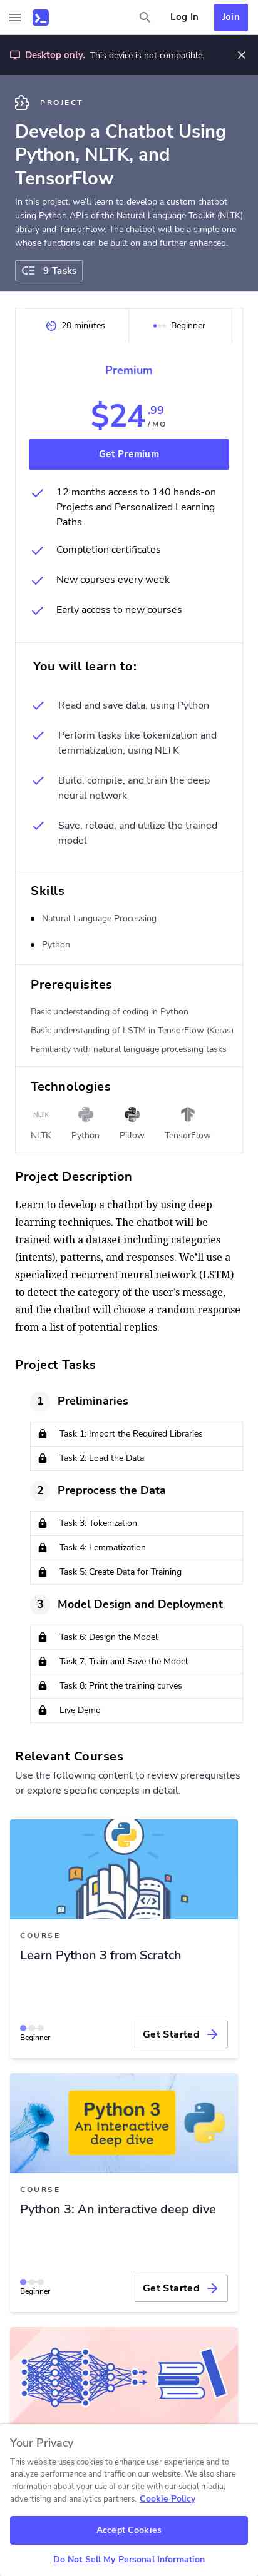 Log In
Join
Desktop only. This device is not compatible.
PROJECT
Develop a Chatbot Using
Python, NLTK, and
TensorFlow
In this project, we'll learn to develop a custom chatbot
using Python APIs of the Natural Language Toolkit (NLTK)
library and TensorFlow. The chatbot will be a simple one
whose functions can be built on and further enhanced.
9 Tasks
20 minutes
Beginner
Premium
$24.99
/ MO
Get Premium
12 months access to 140 hands-on
Projects and Personalized Learning
Paths
Completion certificates
New courses every week
Early access to new courses
You will learn to:
Read and save data, using Python
Perform tasks like tokenization and
lemmatization, using NLTK
Build, compile, and train the deep
neural network
Save, reload, and utilize the trained
model
Skills
Natural Language Processing
Python
Prerequisites
Basic understanding of coding in Python
Basic understanding of LSTM in TensorFlow (Keras)
Familiarity with natural language processing tasks
Technologies
NLTK
NLTK
Python
Pillow
TensorFlow
Project Description
Learn to develop a chatbot by using deep
learning techniques. The chatbot will be
trained with a dataset including categories
(intents), patterns, and responses. We'll use a
specialized recurrent neural network (LSTM)
to detect the category of the user's message,
and the chatbot will choose a random response
from a list of potential replies.
Project Tasks
1 Preliminaries
Task 1: Import the Required Libraries
Task 2: Load the Data
2 Preprocess the Data
Task 3: Tokenization
Task 4: Lemmatization
Task 5: Create Data for Training
3 Model Design and Deployment
Task 6: Design the Model
Task 7: Train and Save the Model
Task 8: Print the training curves
Live Demo
Relevant Courses
Use the following content to review prerequisites
or explore specific concepts in detail.
COURSE
Learn Python 3 from Scratch
Beginner
Get Started
Python 3
An interactive
deep dive
COURSE
Python 3: An interactive deep dive
Beginner
Get Started
Your Privacy
This website uses cookies to enhance user experience and to
analyze performance and traffic on our website. We also share
information about your use of our site with our social media,
advertising and analytics partners. Cookie Policy
Accept Cookies
Do Not Sell My Personal Information